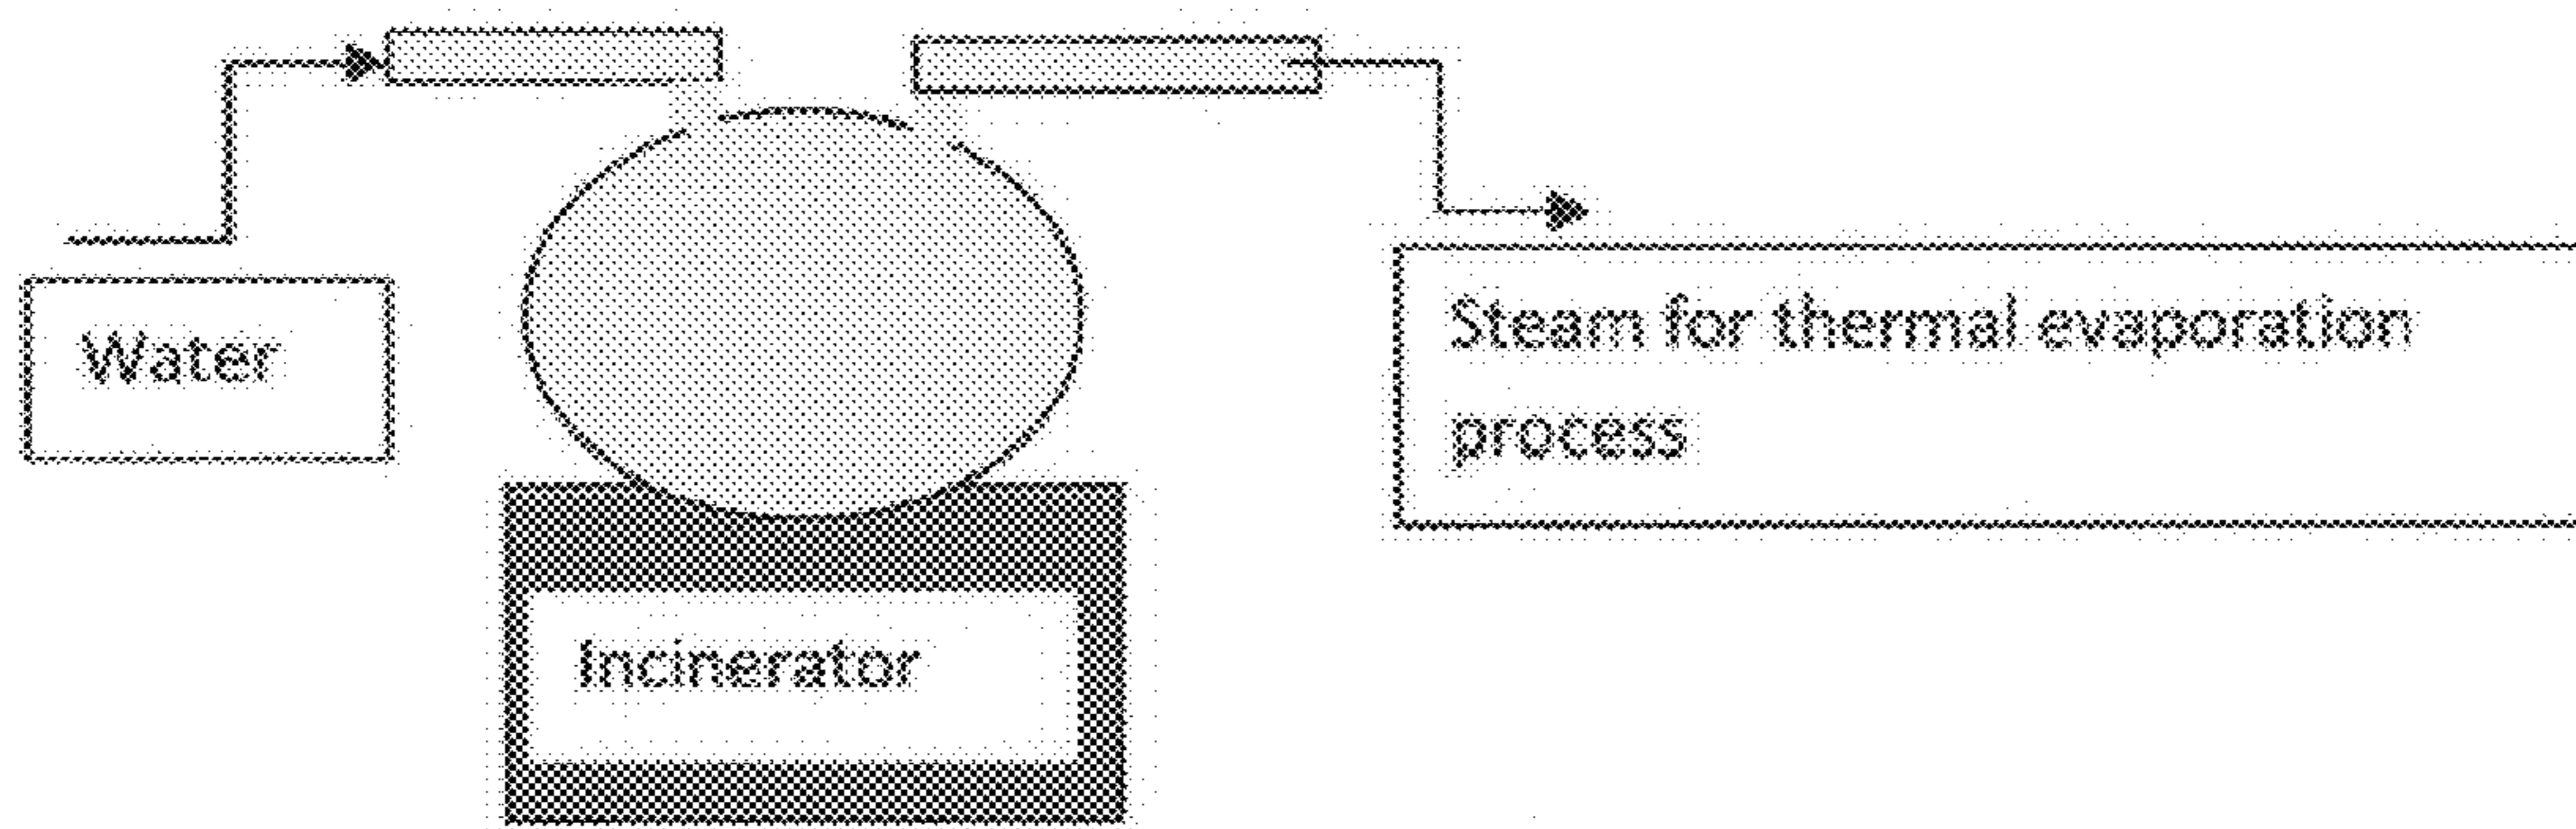 Water
Steam for thermal evaporation
process
Incinerator